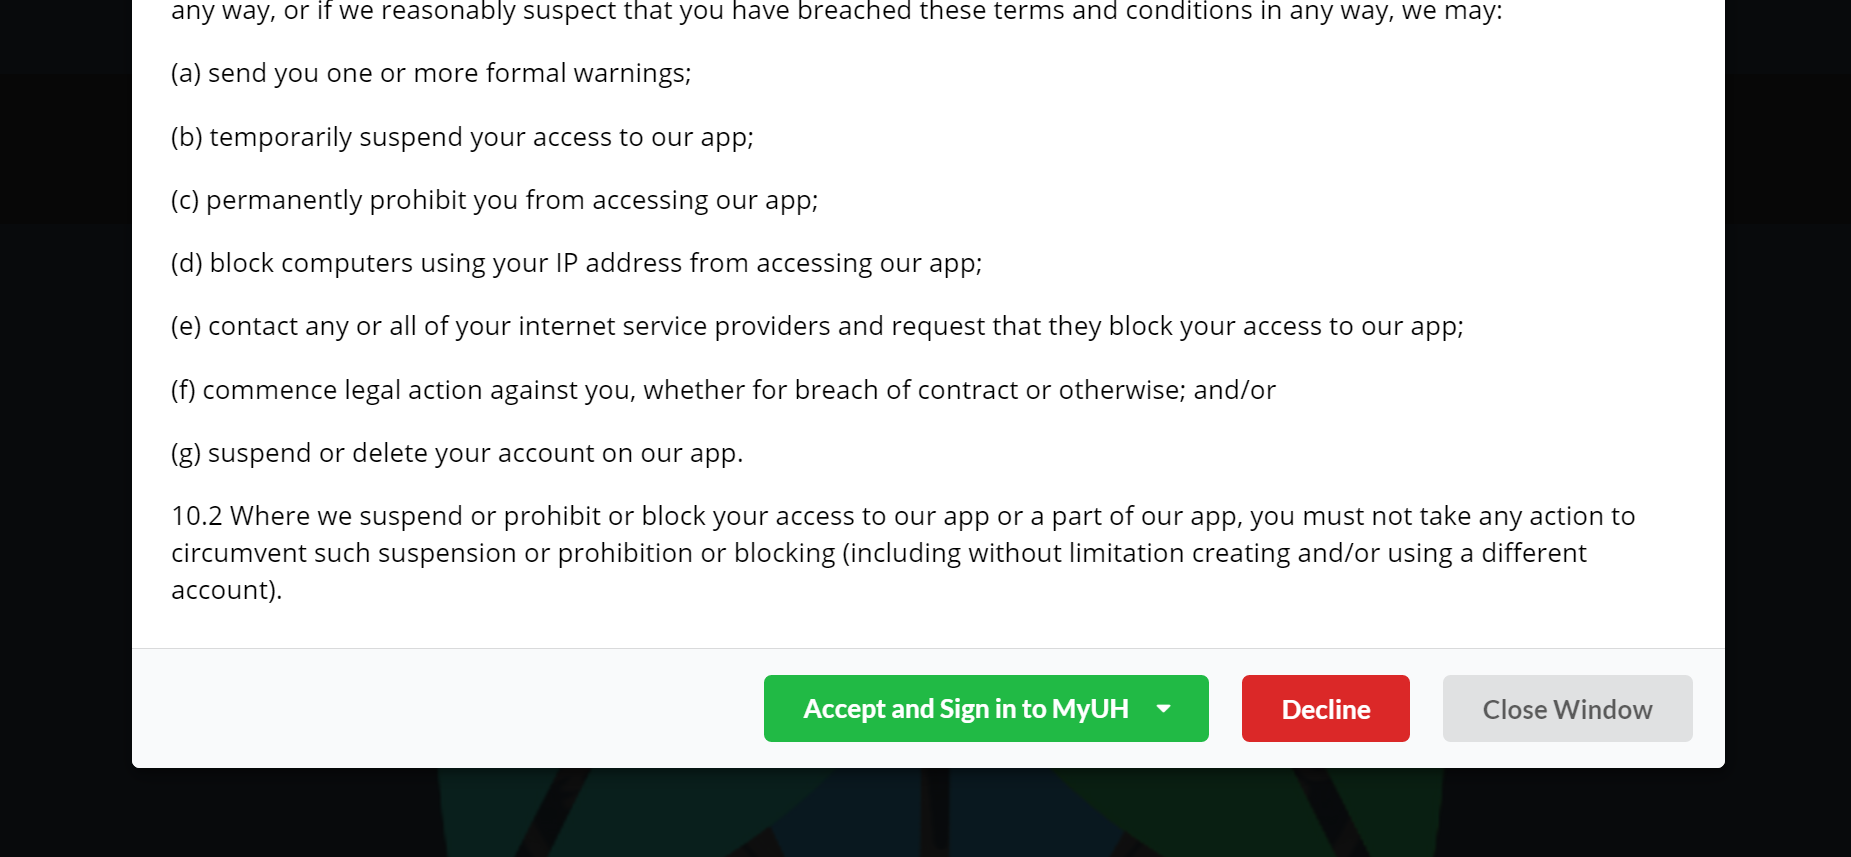 any way, or if we reasonably suspect that you have breached these terms and conditions in any way, we may:
(a) send you one or more formal warnings;
(b) temporarily suspend your access to our app;
(c) permanently prohibit you from accessing our app;
(d) block computers using your IP address from accessing our app;
(e) contact any or all of your internet service providers and request that they block your access to our app;
(f) commence legal action against you, whether for breach of contract or otherwise; and/or
(g) suspend or delete your account on our app.
10.2 Where we suspend or prohibit or block your access to our app or a part of our app, you must not take any action to
circumvent such suspension or prohibition or blocking (including without limitation creating and/or using a different
account).
Accept and Sign in to MyUH Decline Close Window